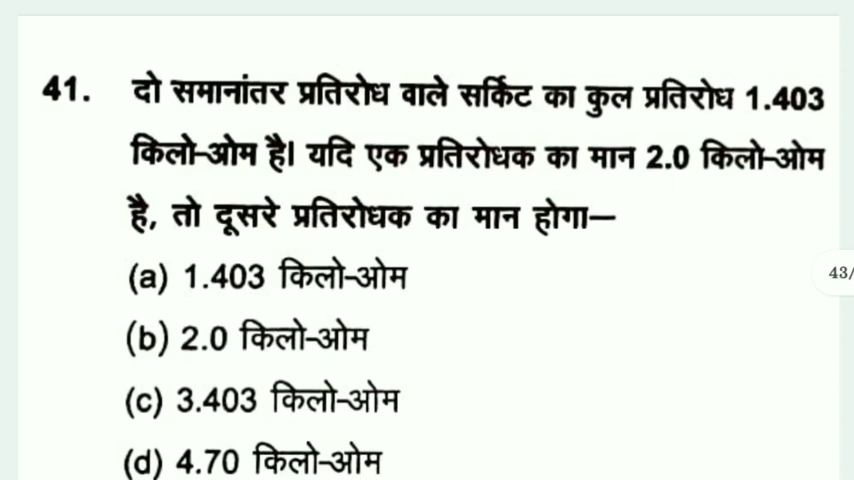 41. दो समानांतर प्रतिरोध वाले सर्किट का कुल प्रतिरोध 1.403
किलो-ओम है। यदि एक प्रतिरोधक का मान 2.0 किलो-ओम
है, तो दूसरे प्रतिरोधक का मान होगा—
(a) 1.403 किलो-ओम
43/
(b) 2.0 किलो-ओम
(c) 3.403 किलो-ओम
(d) 4.70 किलो-ओम